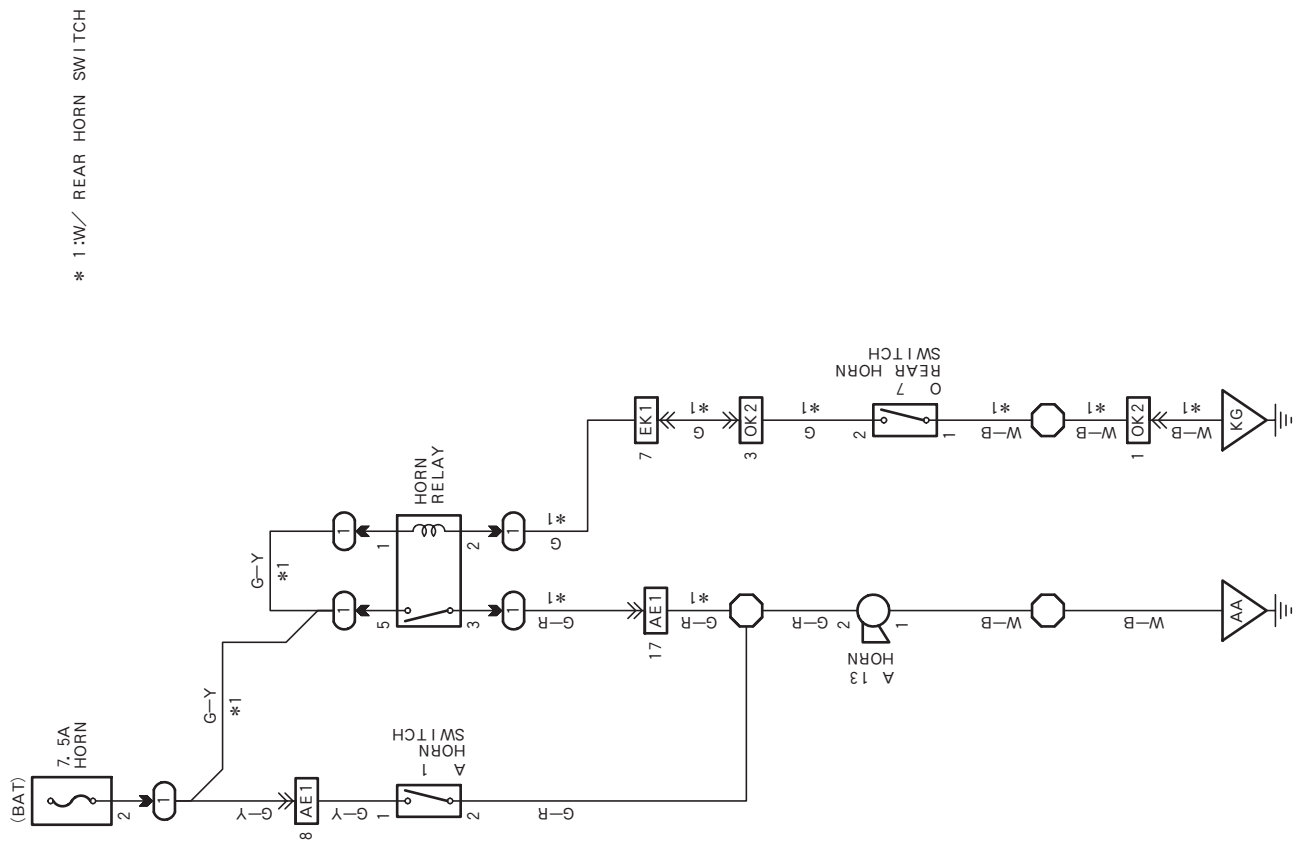 * 1:W/ REAR HORN SWITCH
(BAT)
7. 5A
HORN
2
1
G-Y
*1
G-Y
*1
1
1
5
1
HORN
RELAY
3
2
1
1
G-R
*1
G
*1
17
AE1
G-R
*1
7
EK1
G
*1
3
OK2
G
*1
O 7
REAR HORN
SWITCH
2
1
W-B
*1
W-B
*1
1
OK2
W-B
*1
KG
G-Y
8
AE1
G-Y
A 1
HORN
SWITCH
1
2
G-R
G-R
A 13
HORN
2
1
W-B
W-B
AA